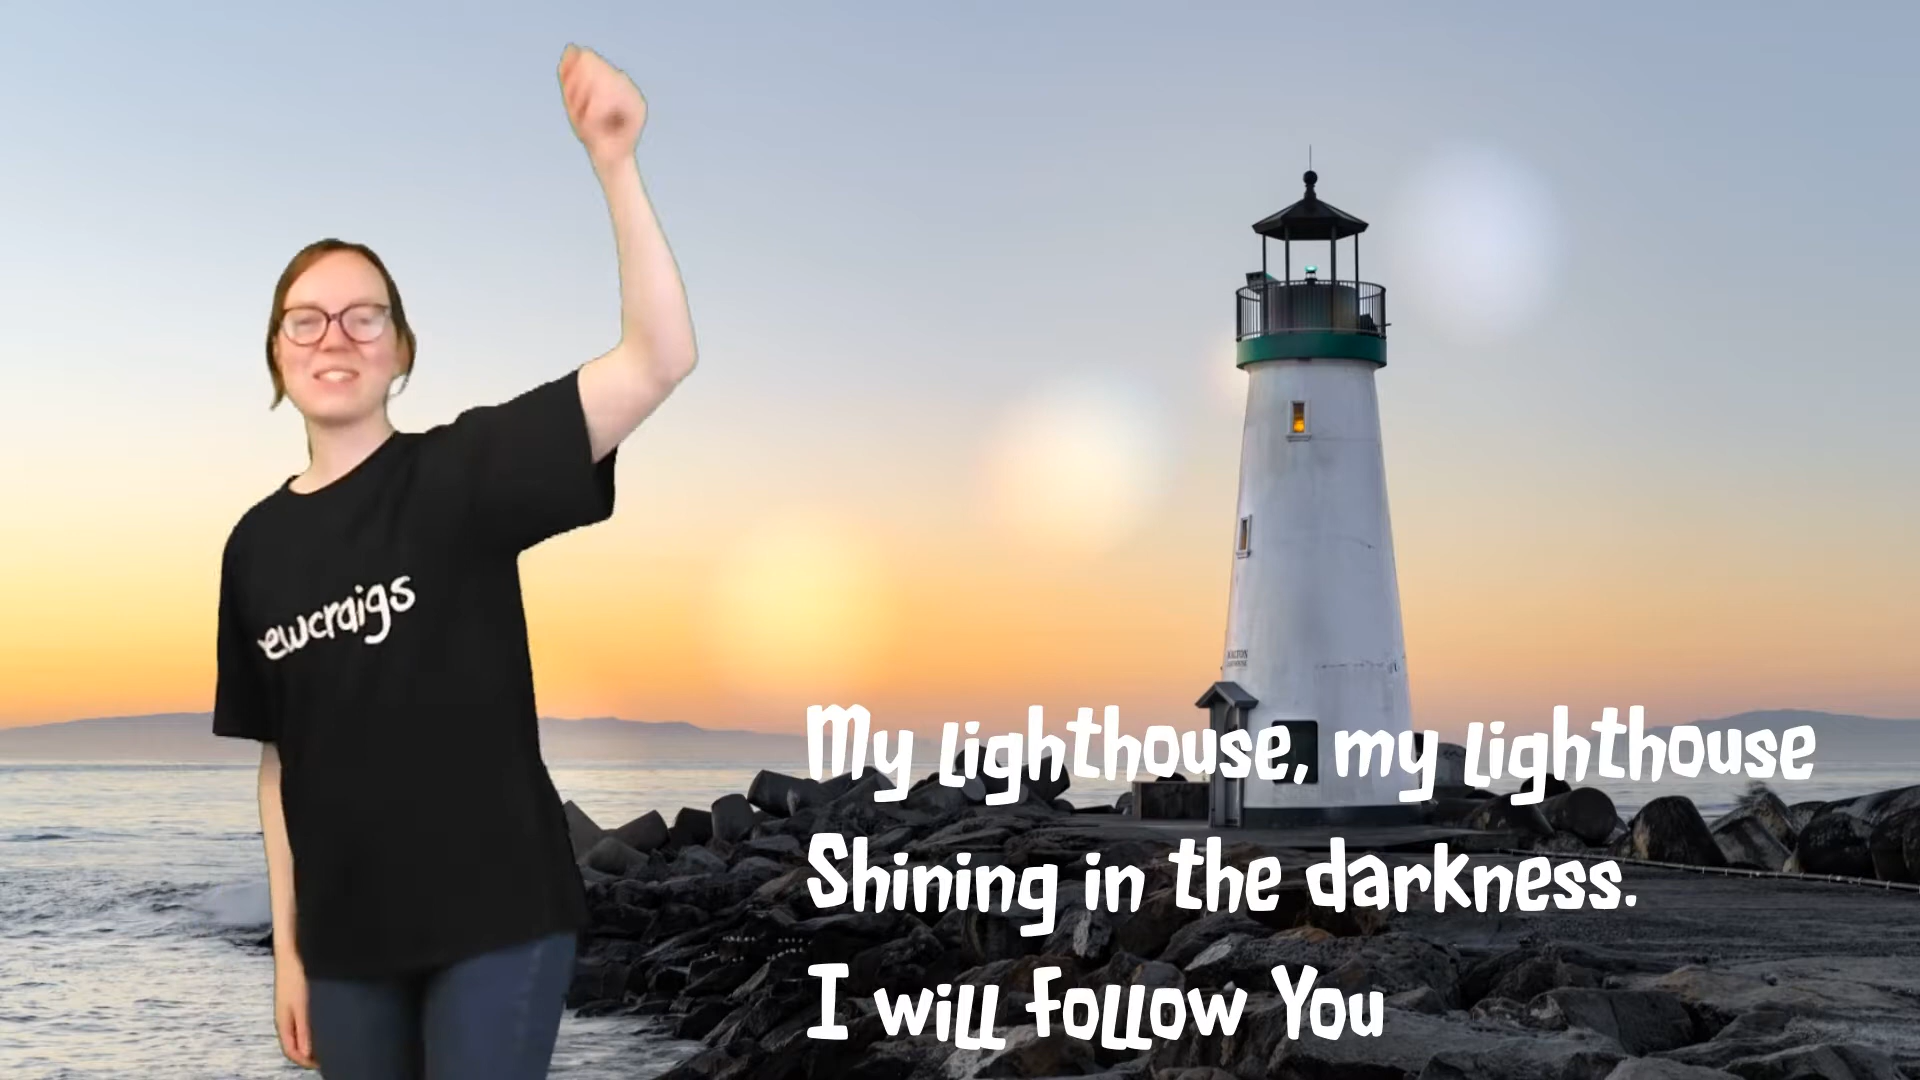 ewcraigs
My lighthouse, my lighthouse
Shining in the darkness.
I will follow You